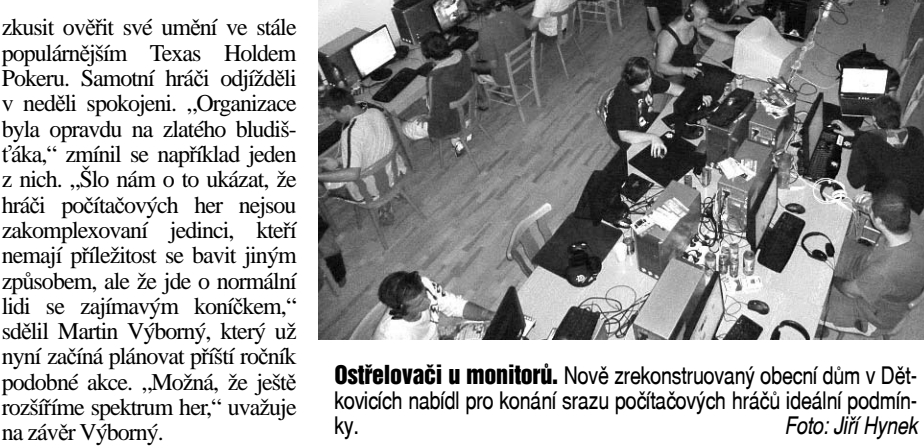 zkusit ověřit své umění ve stále
populárnějším Texas Holdem
Pokeru. Samotní hráči odjížděli
v neděli spokojeni. „Organizace
byla opravdu na zlatého bludiš-
ťáka,“ zmínil se například jeden
z nich. „Šlo nám o to ukázat, že
hráči počítačových her nejsou
zakomplexovaní jedinci, kteří
nemají příležitost se bavit jiným
způsobem, ale že jde o normální
lidi se zajímavým koníčkem,“
sdělil Martin Výborný, který už
nyní začíná plánovat příští ročník
podobné akce. „Možná, že ještě
rozšíříme spektrum her,“ uvažuje
na závěr Výborný.
Ostřelovači u monitorů. Nově zrekonstruovaný obecní dům v Dět-
kovicích nabídl pro konání srazu počítačových hráčů ideální podmín-
ky. Foto: Jiří Hynek